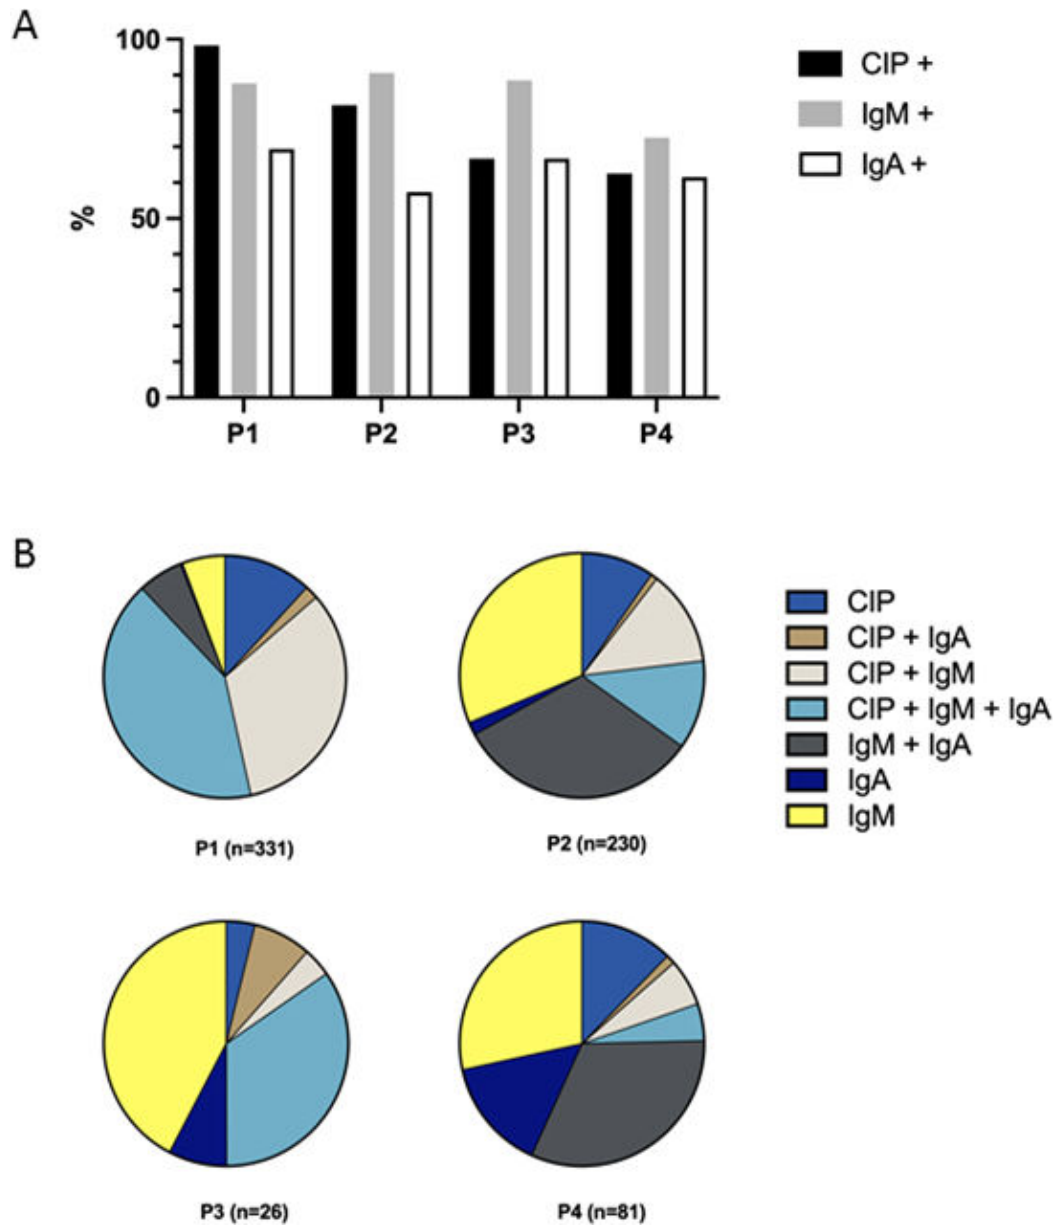 A
100
50
0
%
P1 P2 P3 P4
CIP +
IgM +
IgA +
B
CIP
CIP + IgA
CIP + IgM
CIP + IgM + IgA
IgM + IgA
IgA
IgM
P1 (n=331)
P2 (n=230)
P3 (n=26)
P4 (n=81)